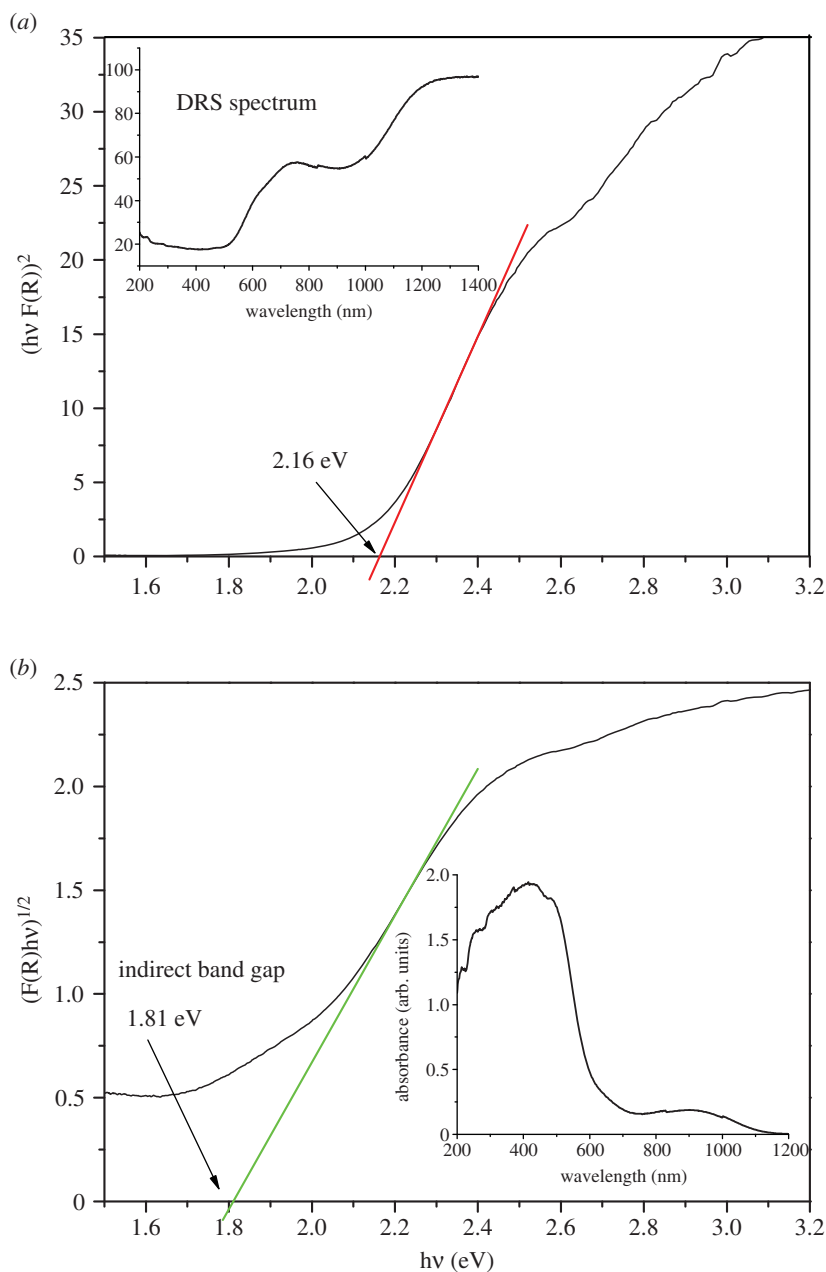 (a)
35
30
25
20
15
10
5
0
(hν F(R))²
100
80
60
40
20
DRS spectrum
200 400 600 800 1000 1200 1400
wavelength (nm)
2.16 eV
1.6 1.8 2.0 2.2 2.4 2.6 2.8 3.0 3.2
(b)
2.5
2.0
1.5
1.0
0.5
0
(F(R)hν)^1/2
indirect band gap
1.81 eV
2.0
1.5
1.0
0.5
0
absorbance (arb. units)
200 400 600 800 1000 1200
wavelength (nm)
1.6 1.8 2.0 2.2 2.4 2.6 2.8 3.0 3.2
hν (eV)